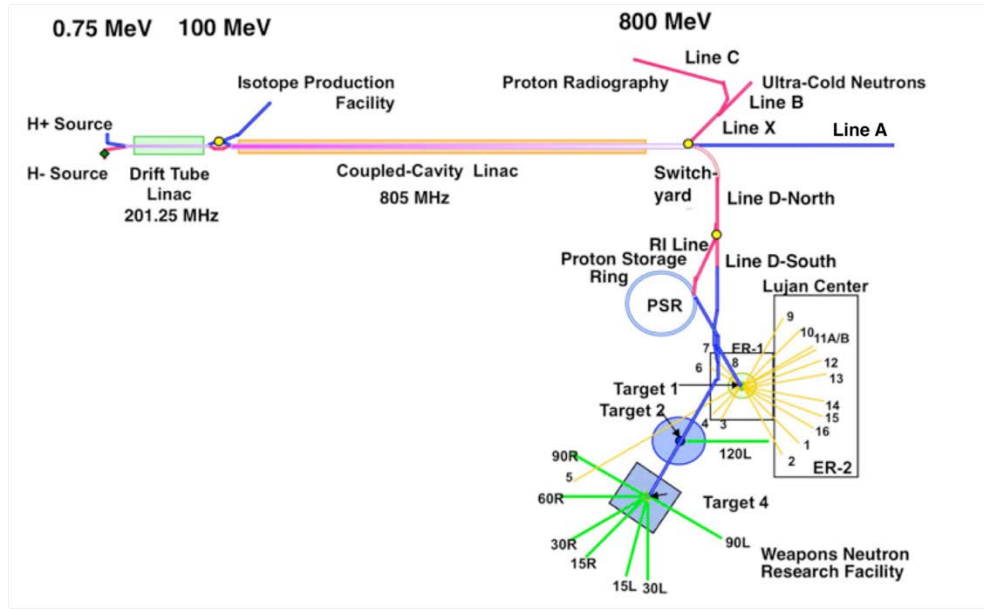 0.75 MeV
100 MeV
800 MeV
Line C
Isotope Production
Facility
Proton Radiography
Ultra-Cold Neutrons
Line B
Line X
Line A
H+ Source
H- Source
Drift Tube
Linac
201.25 MHz
Coupled-Cavity Linac
805 MHz
Switch-
yard
Line D-North
RI Line
Proton Storage
Ring
PSR
Line D-South
Lujan Center
9
10
11A/B
7
ER-1
8
12
6
13
Target 1
14
Target 2
15
4
3
16
1
120L
2
ER-2
90R
5
60R
Target 4
30R
90L
15R
Weapons Neutron
Research Facility
15L
30L